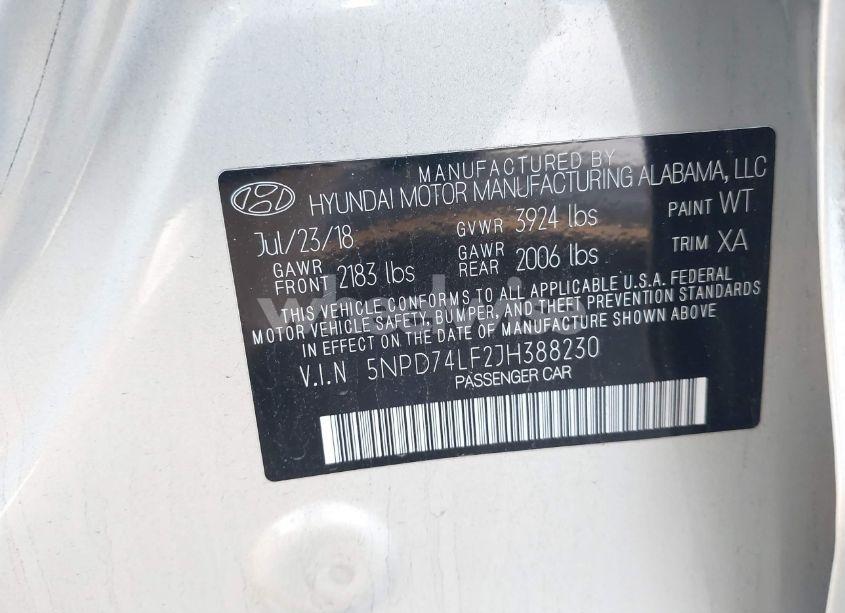 MANUFACTURED BY
HYUNDAI MOTOR MANUFACTURING ALABAMA, LLC
Jul/23/18 GVWR 3924 lbs PAINT WT
GAWR FRONT 2183 lbs GAWR REAR 2006 lbs TRIM XA
THIS VEHICLE CONFORMS TO ALL APPLICABLE U.S.A. FEDERAL
MOTOR VEHICLE SAFETY, BUMPER, AND THEFT PREVENTION STANDARDS
IN EFFECT ON THE DATE OF MANUFACTURE SHOWN ABOVE
V.I.N 5NPD74LF2JH388230
PASSENGER CAR